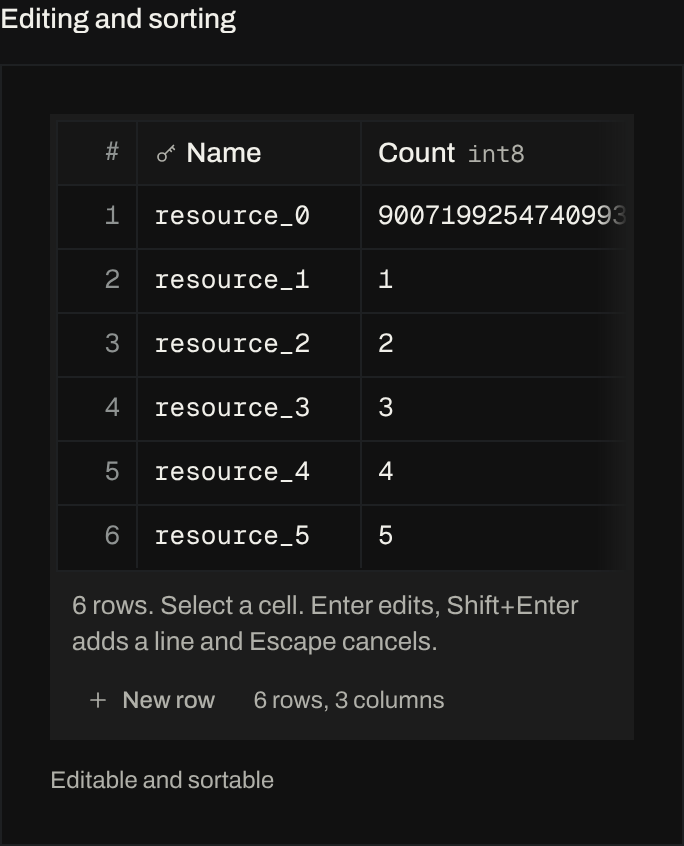 Editing and sorting
# Name Count int8
1 resource_0 9007199254740993
2 resource_1 1
3 resource_2 2
4 resource_3 3
5 resource_4 4
6 resource_5 5
6 rows. Select a cell. Enter edits, Shift+Enter
adds a line and Escape cancels.
+ New row 6 rows, 3 columns
Editable and sortable